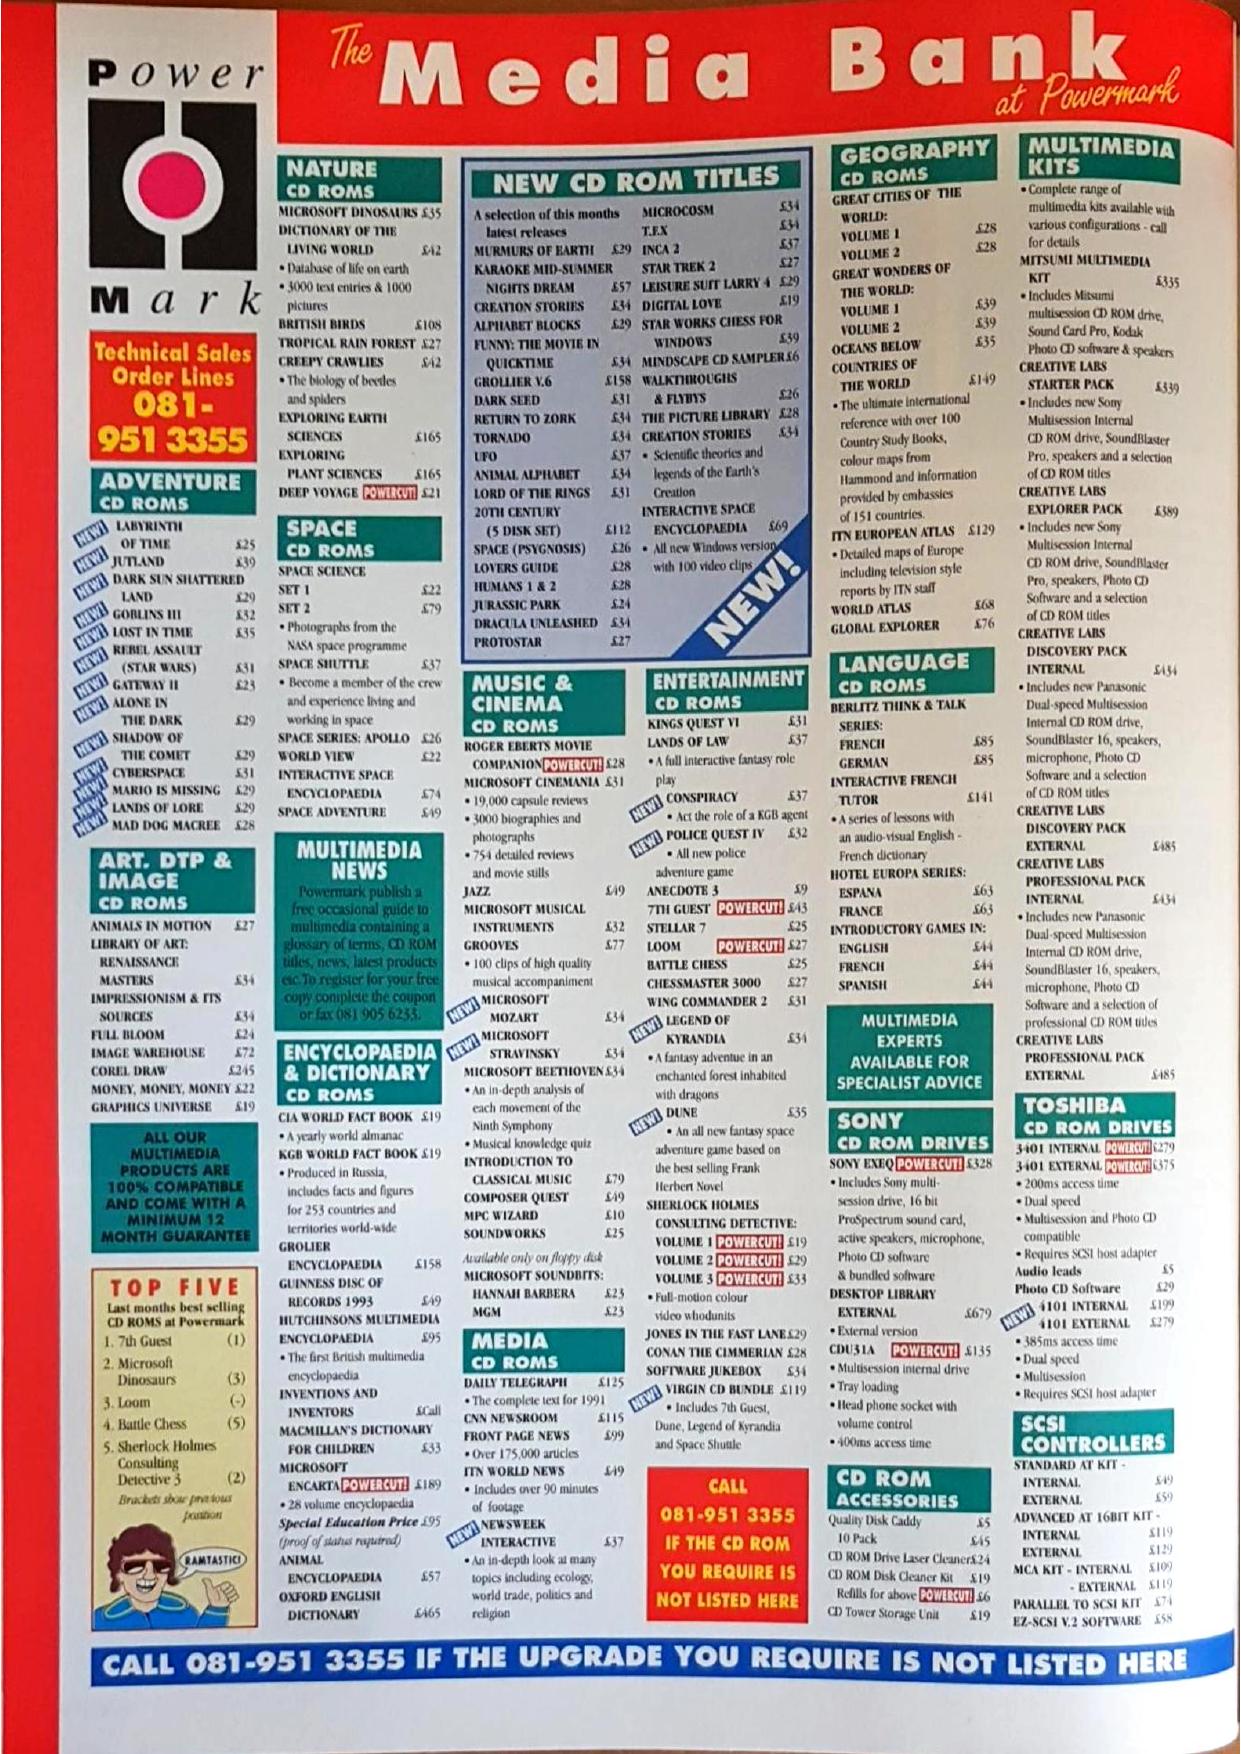 The Media Bank
at Powermark
Power
Mark
Technical Sales
Order Lines
081-
951 3355
ADVENTURE
CD ROMS
NEW! LABYRINTH
OF TIME £25
NEW! JUTLAND £39
NEW! DARK SUN SHATTERED
LAND £29
NEW! GOBLINS III £32
NEW! LOST IN TIME £35
NEW! REBEL ASSAULT
(STAR WARS) £31
NEW! GATEWAY II £23
NEW! ALONE IN
THE DARK £29
NEW! SHADOW OF
THE COMET £29
NEW! CYBERSPACE £31
NEW! MARIO IS MISSING £29
NEW! LANDS OF LORE £29
NEW! MAD DOG MACREE £28
ART. DTP &
IMAGE
CD ROMS
ANIMALS IN MOTION £27
LIBRARY OF ART:
RENAISSANCE
MASTERS £34
IMPRESSIONISM & ITS
SOURCES £34
FULL BLOOM £24
IMAGE WAREHOUSE £72
COREL DRAW £245
MONEY, MONEY, MONEY £22
GRAPHICS UNIVERSE £19
ALL OUR
MULTIMEDIA
PRODUCTS ARE
100% COMPATIBLE
AND COME WITH A
MINIMUM 12
MONTH GUARANTEE
TOP FIVE
Last months best selling
CD ROMS at Powermark
1. 7th Guest (1)
2. Microsoft
Dinosaurs (3)
3. Loom (-)
4. Battle Chess (5)
5. Sherlock Holmes
Consulting
Detective 3 (2)
Brackets show previous
position
RAMTASTIC!
NATURE
CD ROMS
MICROSOFT DINOSAURS £35
DICTIONARY OF THE
LIVING WORLD £42
• Database of life on earth
• 3000 text entries & 1000
pictures
BRITISH BIRDS £108
TROPICAL RAIN FOREST £27
CREEPY CRAWLIES £42
• The biology of beetles
and spiders
EXPLORING EARTH
SCIENCES £165
EXPLORING
PLANT SCIENCES £165
DEEP VOYAGE POWERCUT! £21
SPACE
CD ROMS
SPACE SCIENCE
SET 1 £22
SET 2 £79
• Photographs from the
NASA space programme
SPACE SHUTTLE £37
• Become a member of the crew
and experience living and
working in space
SPACE SERIES: APOLLO £26
WORLD VIEW £22
INTERACTIVE SPACE
ENCYCLOPAEDIA £74
SPACE ADVENTURE £49
MULTIMEDIA
NEWS
Powermark publish a
free occasional guide to
multimedia containing a
glossary of terms, CD ROM
titles, news, latest products
etc.To register for your free
copy complete the coupon
or fax 081 905 6233.
ENCYCLOPAEDIA
& DICTIONARY
CD ROMS
CIA WORLD FACT BOOK £19
• A yearly world almanac
KGB WORLD FACT BOOK £19
• Produced in Russia,
includes facts and figures
for 253 countries and
territories world-wide
GROLIER
ENCYCLOPAEDIA £158
GUINNESS DISC OF
RECORDS 1993 £49
HUTCHINSONS MULTIMEDIA
ENCYCLOPAEDIA £95
• The first British multimedia
encyclopaedia
INVENTIONS AND
INVENTORS £Call
MACMILLAN'S DICTIONARY
FOR CHILDREN £33
MICROSOFT
ENCARTA POWERCUT! £189
• 28 volume encyclopaedia
Special Education Price £95
(proof of status required)
ANIMAL
ENCYCLOPAEDIA £57
OXFORD ENGLISH
DICTIONARY £465
NEW CD ROM TITLES
A selection of this months
latest releases
MURMURS OF EARTH £29
KARAOKE MID-SUMMER
NIGHTS DREAM £57
CREATION STORIES £34
ALPHABET BLOCKS £29
FUNNY: THE MOVIE IN
QUICKTIME £34
GROLLIER V.6 £158
DARK SEED £31
RETURN TO ZORK £34
TORNADO £34
UFO £37
ANIMAL ALPHABET £34
LORD OF THE RINGS £31
20TH CENTURY
(5 DISK SET) £112
SPACE (PSYGNOSIS) £26
LOVERS GUIDE £28
HUMANS 1 & 2 £28
JURASSIC PARK £24
DRACULA UNLEASHED £34
PROTOSTAR £27
MICROCOSM £34
T.F.X £34
INCA 2 £37
STAR TREK 2 £27
LEISURE SUIT LARRY 4 £29
DIGITAL LOVE £19
STAR WORKS CHESS FOR
WINDOWS £39
MINDSCAPE CD SAMPLER £6
WALKTHROUGHS
& FLYBYS £26
THE PICTURE LIBRARY £28
CREATION STORIES £34
• Scientific theories and
legends of the Earth's
Creation
INTERACTIVE SPACE
ENCYCLOPAEDIA £69
• All new Windows version
with 100 video clips
NEW!
MUSIC &
CINEMA
CD ROMS
ROGER EBERTS MOVIE
COMPANION POWERCUT! £28
MICROSOFT CINEMANIA £31
• 19,000 capsule reviews
• 3000 biographies and
photographs
• 754 detailed reviews
and movie stills
JAZZ £49
MICROSOFT MUSICAL
INSTRUMENTS £32
GROOVES £77
• 100 clips of high quality
musical accompaniment
NEW! MICROSOFT
MOZART £34
NEW! MICROSOFT
STRAVINSKY £34
MICROSOFT BEETHOVEN £34
• An in-depth analysis of
each movement of the
Ninth Symphony
• Musical knowledge quiz
INTRODUCTION TO
CLASSICAL MUSIC £79
COMPOSER QUEST £49
MPC WIZARD £10
SOUNDWORKS £25
Available only on floppy disk
MICROSOFT SOUNDBITS:
HANNAH BARBERA £23
MGM £23
MEDIA
CD ROMS
DAILY TELEGRAPH £125
• The complete text for 1991
CNN NEWSROOM £115
FRONT PAGE NEWS £99
• Over 175,000 articles
ITN WORLD NEWS £49
• Includes over 90 minutes
of footage
NEW! NEWSWEEK
INTERACTIVE £37
• An in-depth look at many
topics including ecology,
world trade, politics and
religion
ENTERTAINMENT
CD ROMS
KINGS QUEST VI £31
LANDS OF LAW £37
• A full interactive fantasy role
play
NEW! CONSPIRACY £37
• Act the role of a KGB agent
NEW! POLICE QUEST IV £32
• All new police
adventure game
ANECDOTE 3 £9
7TH GUEST POWERCUT! £43
STELLAR 7 £25
LOOM POWERCUT! £27
BATTLE CHESS £25
CHESSMASTER 3000 £27
WING COMMANDER 2 £31
NEW! LEGEND OF
KYRANDIA £34
• A fantasy adventue in an
enchanted forest inhabited
with dragons
NEW! DUNE £35
• An all new fantasy space
adventure game based on
the best selling Frank
Herbert Novel
SHERLOCK HOLMES
CONSULTING DETECTIVE:
VOLUME 1 POWERCUT! £19
VOLUME 2 POWERCUT! £29
VOLUME 3 POWERCUT! £33
• Full-motion colour
video whodunits
JONES IN THE FAST LANE £29
CONAN THE CIMMERIAN £28
SOFTWARE JUKEBOX £34
NEW! VIRGIN CD BUNDLE £119
• Includes 7th Guest,
Dune, Legend of Kyrandia
and Space Shuttle
CALL
081-951 3355
IF THE CD ROM
YOU REQUIRE IS
NOT LISTED HERE
GEOGRAPHY
CD ROMS
GREAT CITIES OF THE
WORLD:
VOLUME 1 £28
VOLUME 2 £28
GREAT WONDERS OF
THE WORLD:
VOLUME 1 £39
VOLUME 2 £39
OCEANS BELOW £35
COUNTRIES OF
THE WORLD £149
• The ultimate international
reference with over 100
Country Study Books,
colour maps from
Hammond and information
provided by embassies
of 151 countries.
ITN EUROPEAN ATLAS £129
• Detailed maps of Europe
including television style
reports by ITN staff
WORLD ATLAS £68
GLOBAL EXPLORER £76
LANGUAGE
CD ROMS
BERLITZ THINK & TALK
SERIES:
FRENCH £85
GERMAN £85
INTERACTIVE FRENCH
TUTOR £141
• A series of lessons with
an audio-visual English -
French dictionary
HOTEL EUROPA SERIES:
ESPANA £63
FRANCE £63
INTRODUCTORY GAMES IN:
ENGLISH £44
FRENCH £44
SPANISH £44
MULTIMEDIA
EXPERTS
AVAILABLE FOR
SPECIALIST ADVICE
SONY
CD ROM DRIVES
SONY EXEQ POWERCUT! £328
• Includes Sony multi-
session drive, 16 bit
ProSpectrum sound card,
active speakers, microphone,
Photo CD software
& bundled software
DESKTOP LIBRARY
EXTERNAL £679
• External version
CDU31A POWERCUT! £135
• Multisession internal drive
• Tray loading
• Head phone socket with
volume control
• 400ms access time
CD ROM
ACCESSORIES
Quality Disk Caddy £5
10 Pack £45
CD ROM Drive Laser Cleaner £24
CD ROM Disk Cleaner Kit £19
Refills for above POWERCUT! £6
CD Tower Storage Unit £19
MULTIMEDIA
KITS
• Complete range of
multimedia kits available with
various configurations - call
for details
MITSUMI MULTIMEDIA
KIT £335
• Includes Mitsumi
multisession CD ROM drive,
Sound Card Pro, Kodak
Photo CD software & speakers
CREATIVE LABS
STARTER PACK £339
• Includes new Sony
Multisession Internal
CD ROM drive, SoundBlaster
Pro, speakers and a selection
of CD ROM titles
CREATIVE LABS
EXPLORER PACK £389
• Includes new Sony
Multisession Internal
CD ROM drive, SoundBlaster
Pro, speakers, Photo CD
Software and a selection
of CD ROM titles
CREATIVE LABS
DISCOVERY PACK
INTERNAL £434
• Includes new Panasonic
Dual-speed Multisession
Internal CD ROM drive,
SoundBlaster 16, speakers,
microphone, Photo CD
Software and a selection
of CD ROM titles
CREATIVE LABS
DISCOVERY PACK
EXTERNAL £485
CREATIVE LABS
PROFESSIONAL PACK
INTERNAL £434
• Includes new Panasonic
Dual-speed Multisession
Internal CD ROM drive,
SoundBlaster 16, speakers,
microphone, Photo CD
Software and a selection of
professional CD ROM titles
CREATIVE LABS
PROFESSIONAL PACK
EXTERNAL £485
TOSHIBA
CD ROM DRIVES
3401 INTERNAL POWERCUT! £279
3401 EXTERNAL POWERCUT! £375
• 200ms access time
• Dual speed
• Multisession and Photo CD
compatible
• Requires SCSI host adapter
Audio leads £5
Photo CD Software £29
NEW! 4101 INTERNAL £199
4101 EXTERNAL £279
• 385ms access time
• Dual speed
• Multisession
• Requires SCSI host adapter
SCSI
CONTROLLERS
STANDARD AT KIT -
INTERNAL £49
EXTERNAL £59
ADVANCED AT 16BIT KIT -
INTERNAL £119
EXTERNAL £129
MCA KIT - INTERNAL £109
- EXTERNAL £119
PARALLEL TO SCSI KIT £74
EZ-SCSI V.2 SOFTWARE £58
CALL 081-951 3355 IF THE UPGRADE YOU REQUIRE IS NOT LISTED HERE